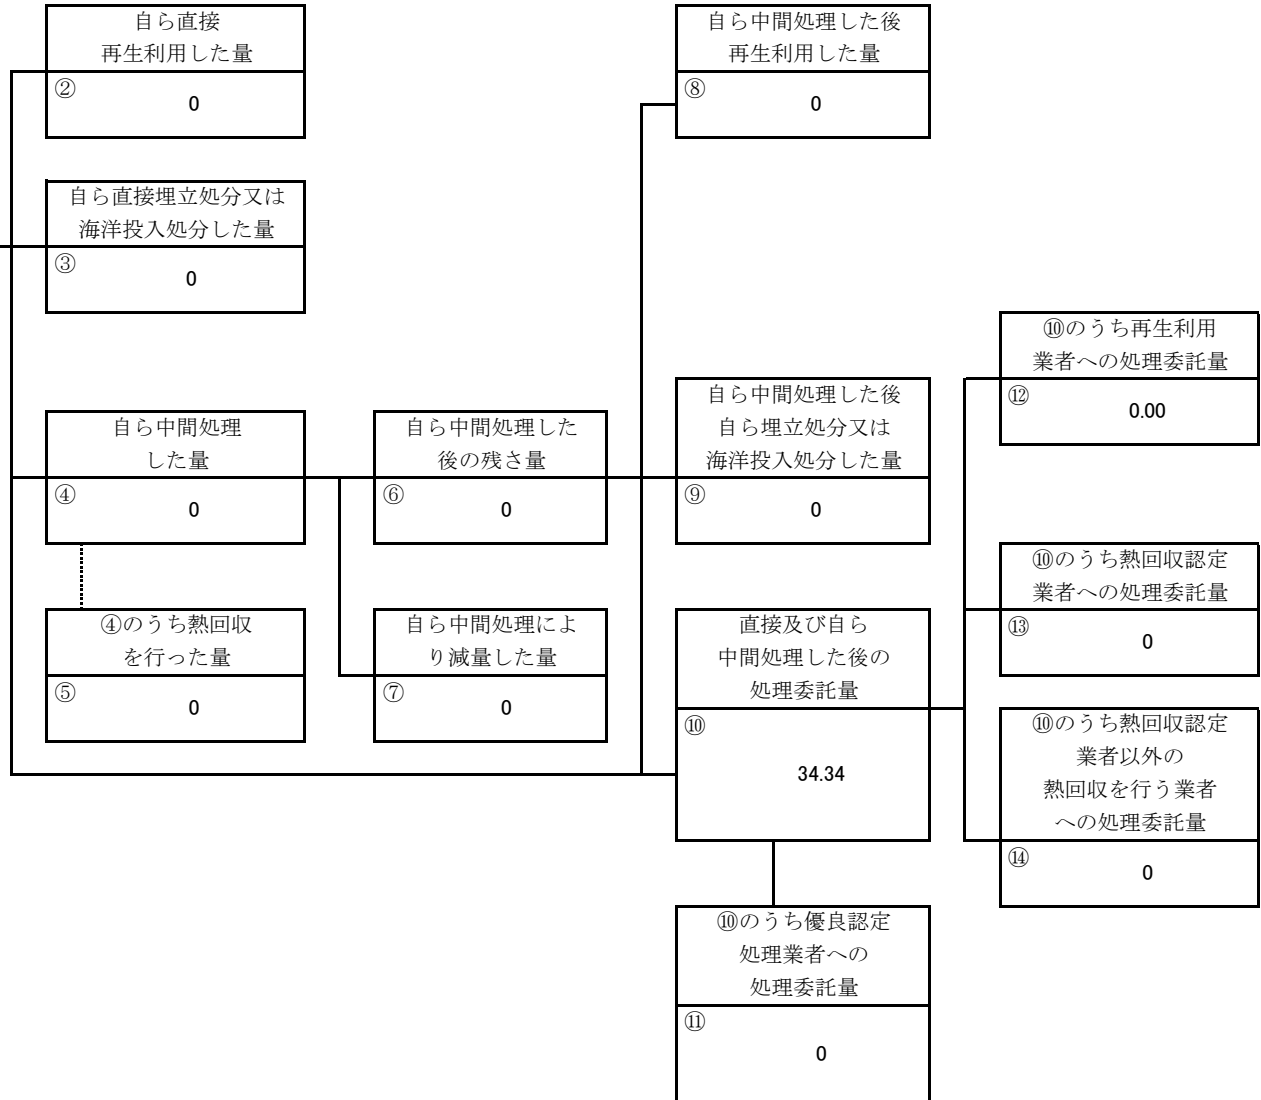 自ら直接
再生利用した量
②
0
自ら中間処理した後
再生利用した量
⑧
0
自ら直接埋立処分又は
海洋投入処分した量
③
0
⑩のうち再生利用
業者への処理委託量
⑫
0.00
自ら中間処理
した量
④
0
自ら中間処理した
後の残さ量
⑥
0
自ら中間処理した後
自ら埋立処分又は
海洋投入処分した量
⑨
0
⑩のうち熱回収認定
業者への処理委託量
⑬
0
④のうち熱回収
を行った量
⑤
0
自ら中間処理によ
り減量した量
⑦
0
直接及び自ら
中間処理した後の
処理委託量
⑩
34.34
⑩のうち熱回収認定
業者以外の
熱回収を行う業者
への処理委託量
⑭
0
⑩のうち優良認定
処理業者への
処理委託量
⑪
0